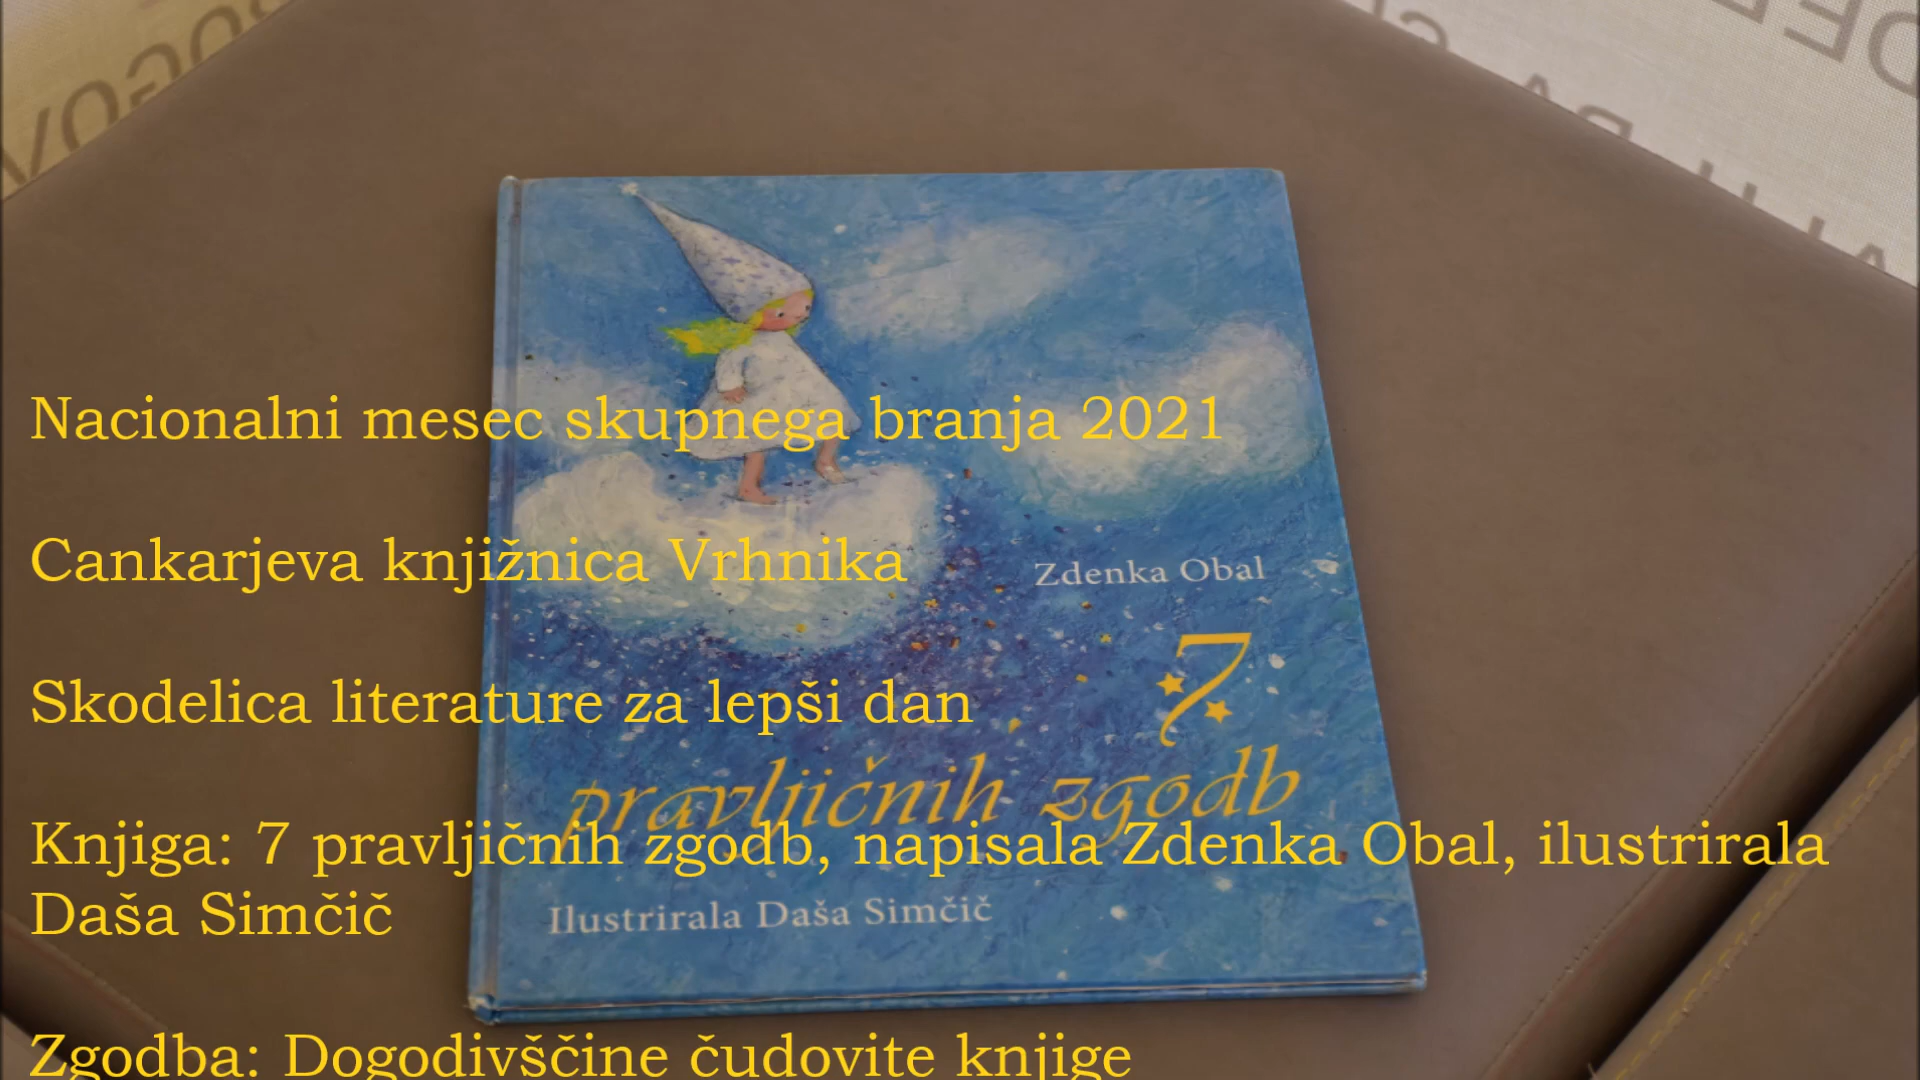 Nacionalni mesec skupnega branja 2021
Cankarjeva knjižnica Vrhnika
Zdenka Obal
Skodelica literature za lepši dan
7
pravljičnih zgodb
Knjiga: 7 pravljičnih zgodb, napisala Zdenka Obal, ilustrirala
Daša Simčič
Ilustrirala Daša Simčič
Zgodba: Dogodivščine čudovite knjige